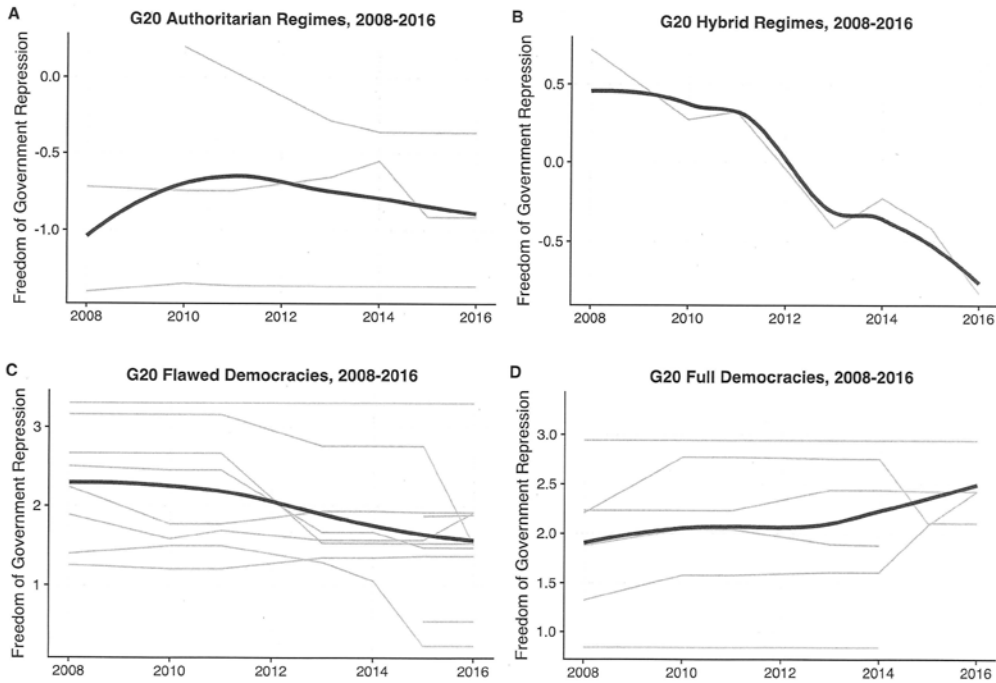 A
G20 Authoritarian Regimes, 2008-2016
Freedom of Government Repression
0.0
-0.5
-1.0
2008 2010 2012 2014 2016
B
G20 Hybrid Regimes, 2008-2016
Freedom of Government Repression
0.5
0.0
-0.5
2008 2010 2012 2014 2016
C
G20 Flawed Democracies, 2008-2016
Freedom of Government Repression
3
2
1
2008 2010 2012 2014 2016
D
G20 Full Democracies, 2008-2016
Freedom of Government Repression
3.0
2.5
2.0
1.5
1.0
2008 2010 2012 2014 2016